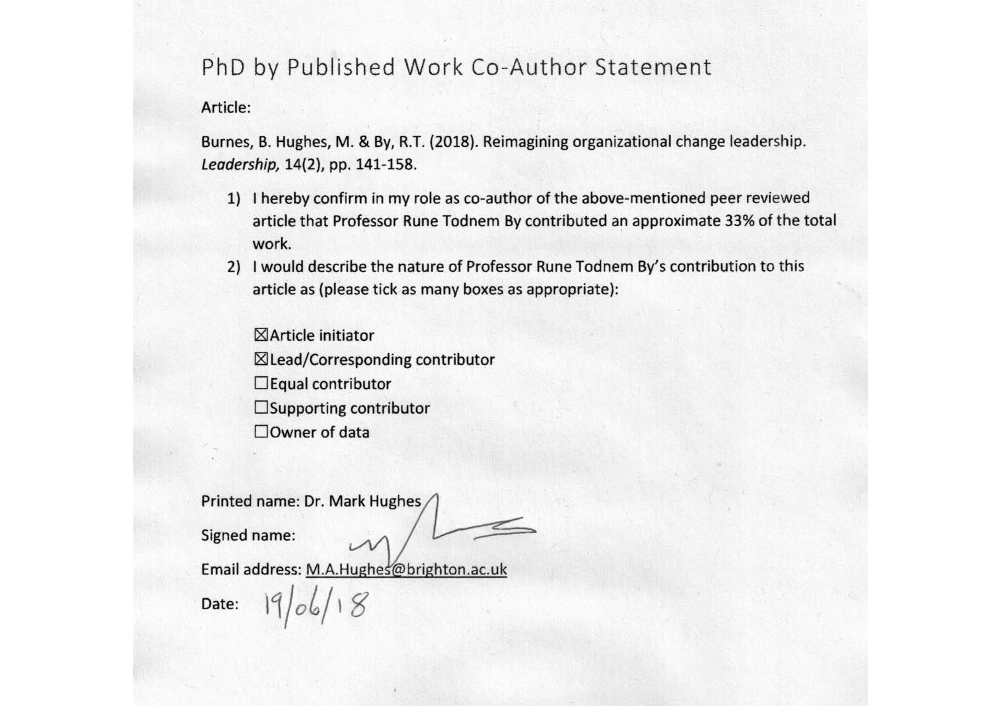 PhD by Published Work Co-Author Statement
Article:
Burnes, B. Hughes, M. & By, R.T. (2018). Reimagining organizational change leadership.
Leadership, 14(2), pp. 141-158.
1) I hereby confirm in my role as co-author of the above-mentioned peer reviewed
article that Professor Rune Todnem By contributed an approximate 33% of the total
work.
2) I would describe the nature of Professor Rune Todnem By's contribution to this
article as (please tick as many boxes as appropriate):
☒Article initiator
☒Lead/Corresponding contributor
☐Equal contributor
☐Supporting contributor
☐Owner of data
Printed name: Dr. Mark Hughes
Signed name:
Email address: M.A.Hughes@brighton.ac.uk
Date: 19/06/18